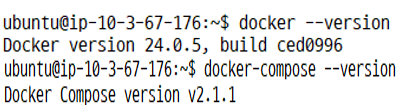 ubuntu@ip-10-3-67-176:~$ docker --version
Docker version 24.0.5, build ced0996
ubuntu@ip-10-3-67-176:~$ docker-compose --version
Docker Compose version v2.1.1